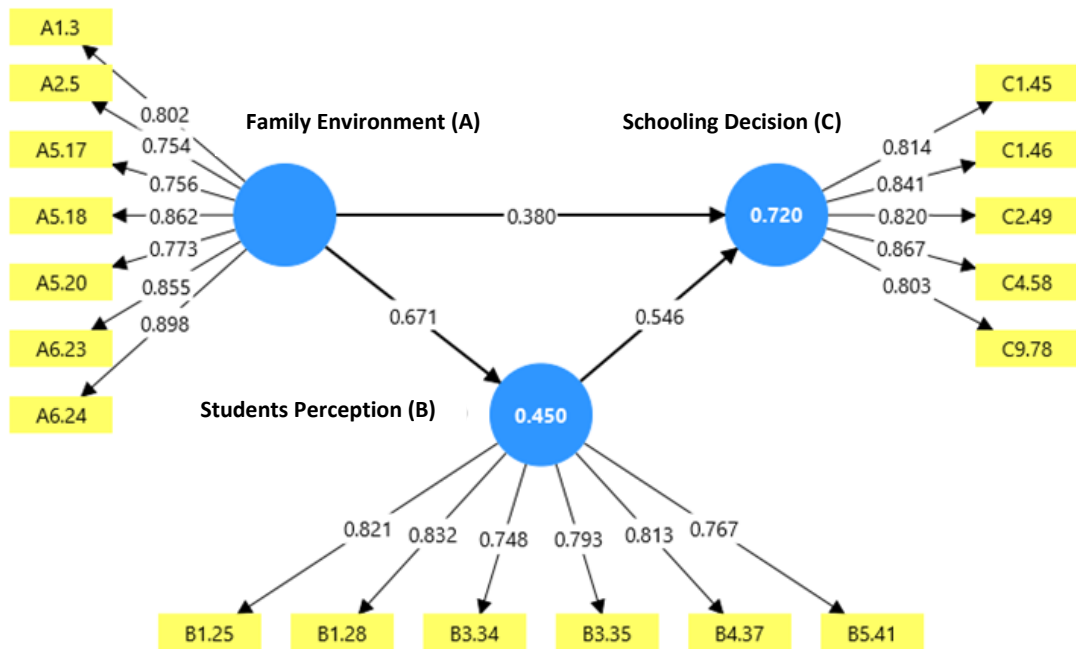 A1.3
A2.5
A5.17
A5.18
A5.20
A6.23
A6.24
0.802
0.754
0.756
0.862
0.773
0.855
0.898
Family Environment (A)
Schooling Decision (C)
0.380
0.720
0.671
0.546
Students Perception (B)
0.450
0.814
0.841
0.820
0.867
0.803
C1.45
C1.46
C2.49
C4.58
C9.78
0.821
0.832
0.748
0.793
0.813
0.767
B1.25
B1.28
B3.34
B3.35
B4.37
B5.41